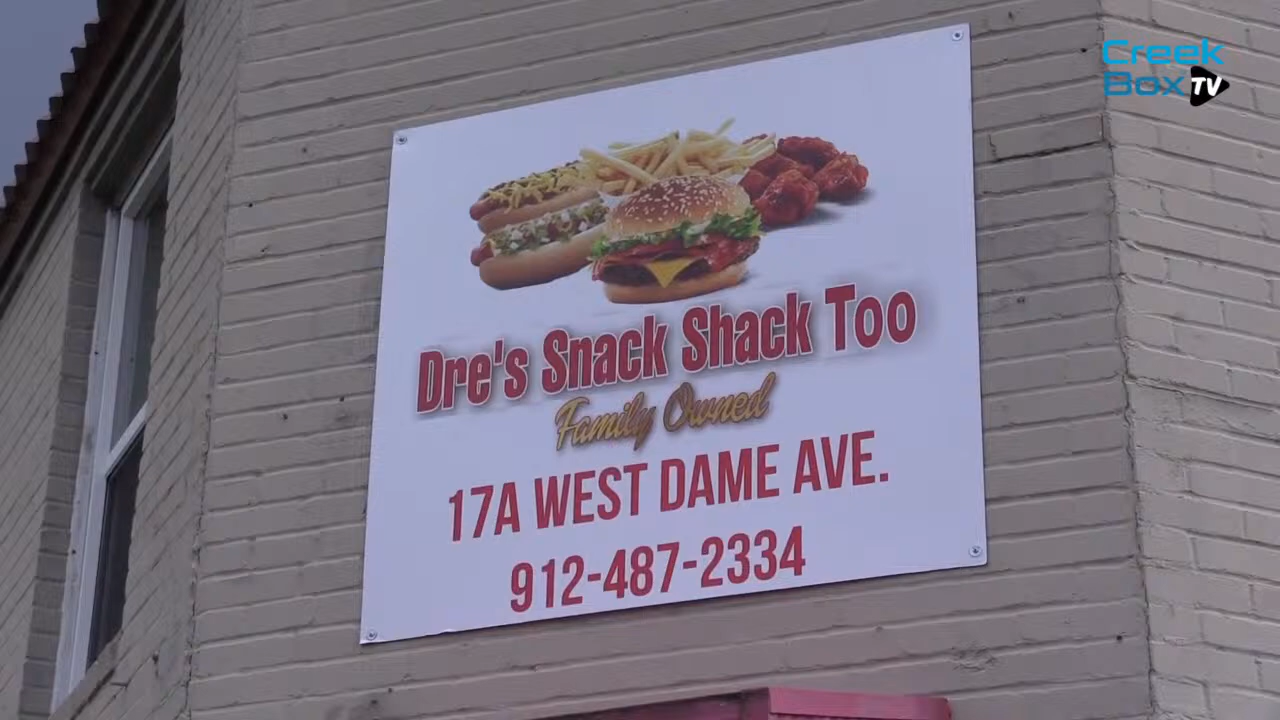 Creek
Box TV
Dre's Snack Shack Too
Family Owned
17A WEST DAME AVE.
912-487-2334